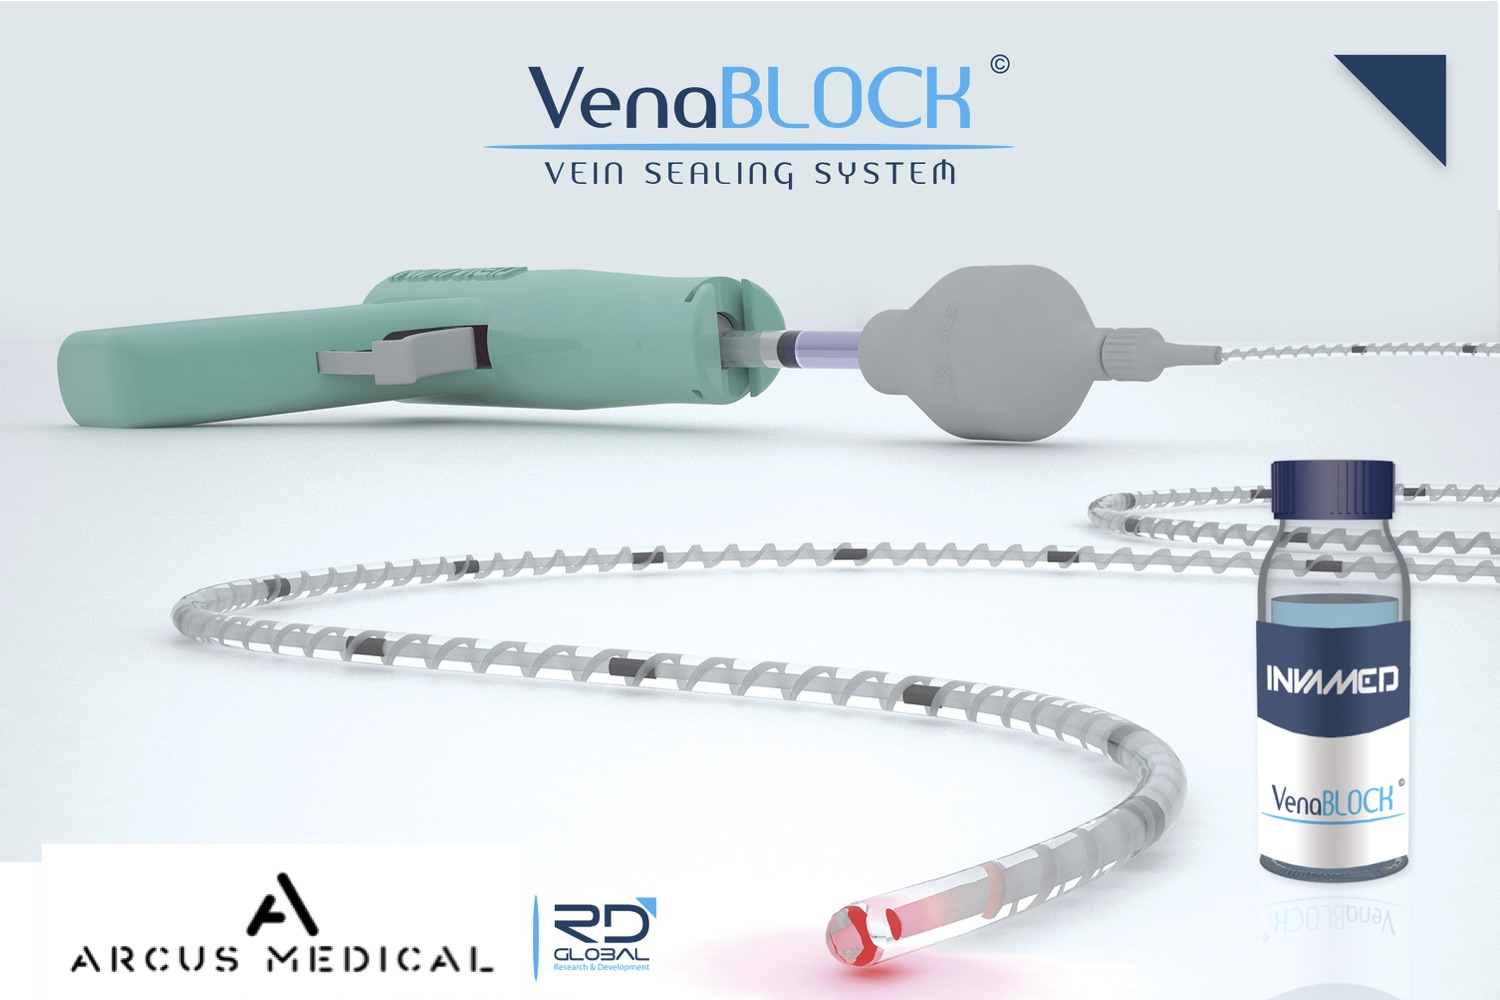 VenaBLOCK ©
VEIN SEALING SYSTEM
INVAMED
VenaBLOCK
ARCUS MEDICAL
RD
GLOBAL
Research & Development